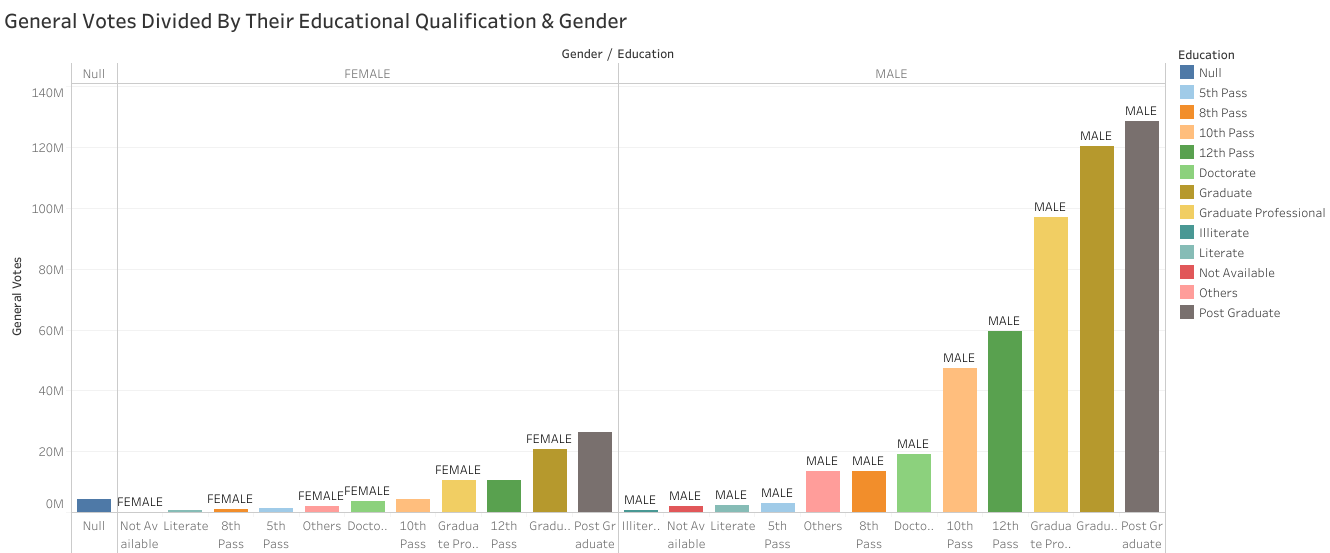 General Votes Divided By Their Educational Qualification & Gender
Gender / Education
Null
FEMALE
MALE
140M
120M
100M
80M
60M
40M
20M
0M
General Votes
FEMALE
FEMALE
FEMALE
FEMALE
FEMALE
FEMALE
MALE
MALE
MALE
MALE
MALE
MALE
MALE
MALE
MALE
MALE
MALE
MALE
Null
Not Av
ailable
Literate
8th
Pass
5th
Pass
Others
Docto..
10th
Pass
Gradua
te Pro..
12th
Pass
Gradu..
Post Gr
aduate
Illiter..
Not Av
ailable
Literate
5th
Pass
Others
8th
Pass
Docto..
10th
Pass
12th
Pass
Gradua
te Pro..
Gradu..
Post Gr
aduate
Education
Null
5th Pass
8th Pass
10th Pass
12th Pass
Doctorate
Graduate
Graduate Professional
Illiterate
Literate
Not Available
Others
Post Graduate